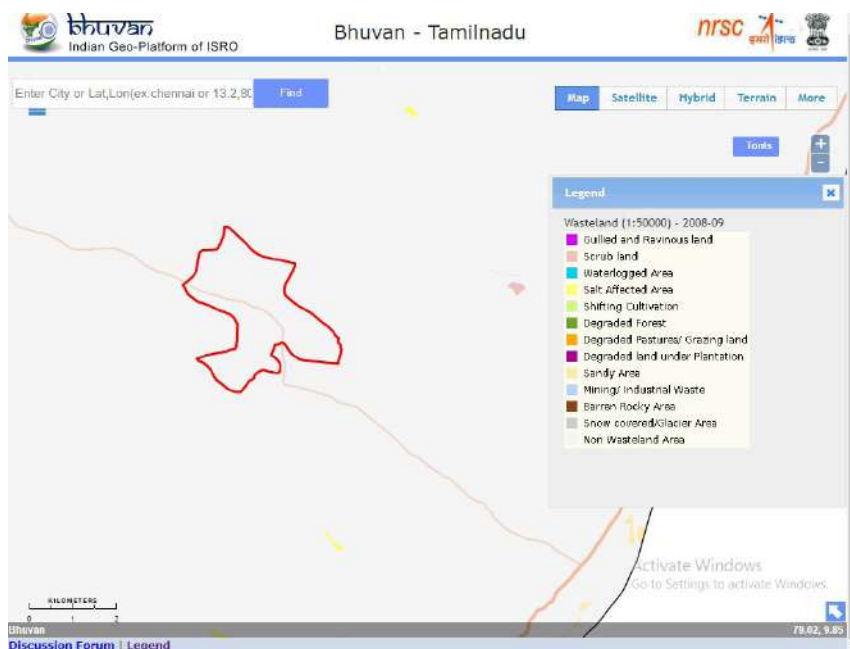 bhuvan
Indian Geo-Platform of ISRO
Bhuvan - Tamilnadu
nrsc
इसरो isro
Enter City or Lat,Lon(ex.chennai or 13.2,80
Find
Map Satellite Hybrid Terrain More
Tools
+
-
Legend
Wasteland (1:50000) - 2008-09
Gullied and Ravinous land
Scrub land
Waterlogged Area
Salt Affected Area
Shifting Cultivation
Degraded Forest
Degraded Pastures/ Grazing land
Degraded land under Plantation
Sandy Area
Mining/ Industrial Waste
Barren Rocky Area
Snow covered/Glacier Area
Non Wasteland Area
Activate Windows
Go to Settings to activate Windows.
KILOMETERS
0 1 2
Bhuvan 79.02, 9.85
Discussion Forum | Legend